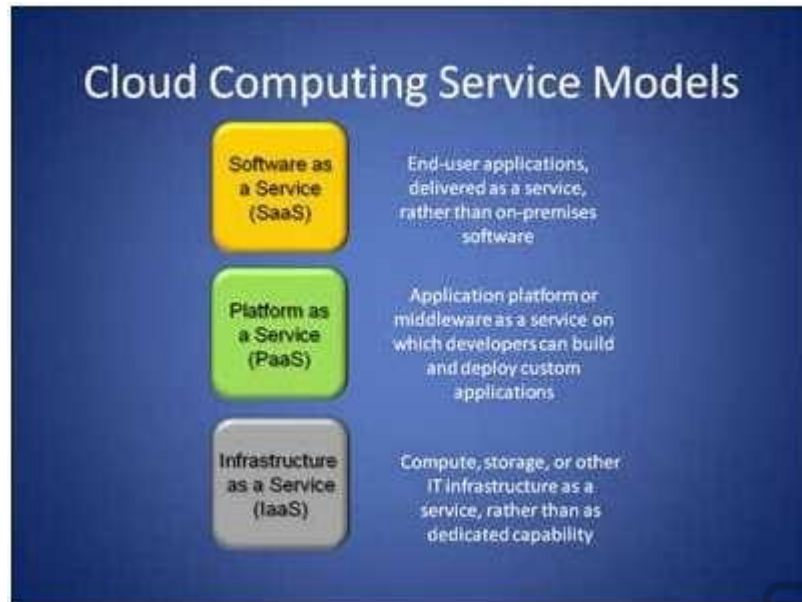 Cloud Computing Service Models
Software as
a Service
(SaaS)
End-user applications,
delivered as a service,
rather than on-premises
software
Platform as
a Service
(PaaS)
Application platform or
middleware as a service on
which developers can build
and deploy custom
applications
Infrastructure
as a Service
(IaaS)
Compute, storage, or other
IT infrastructure as a
service, rather than as
dedicated capability